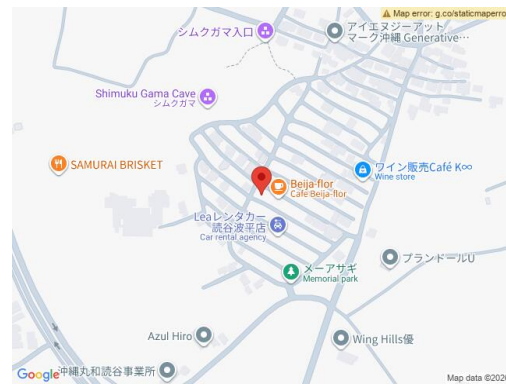 Map error: g.co/staticmaperror
シムクガマ入口
アイエヌジーアット
マーク沖縄 Generative…
Shimuku Gama Cave
シムクガマ
SAMURAI BRISKET
ワイン販売Café K∞
Wine store
Beija-flor
Café Beija-flor
Leaレンタカー
読谷波平店
Car rental agency
ブランドールU
メーアサギ
Memorial park
Azul Hiro
Wing Hills優
沖縄丸和読谷事業所
Google
Map data ©2026